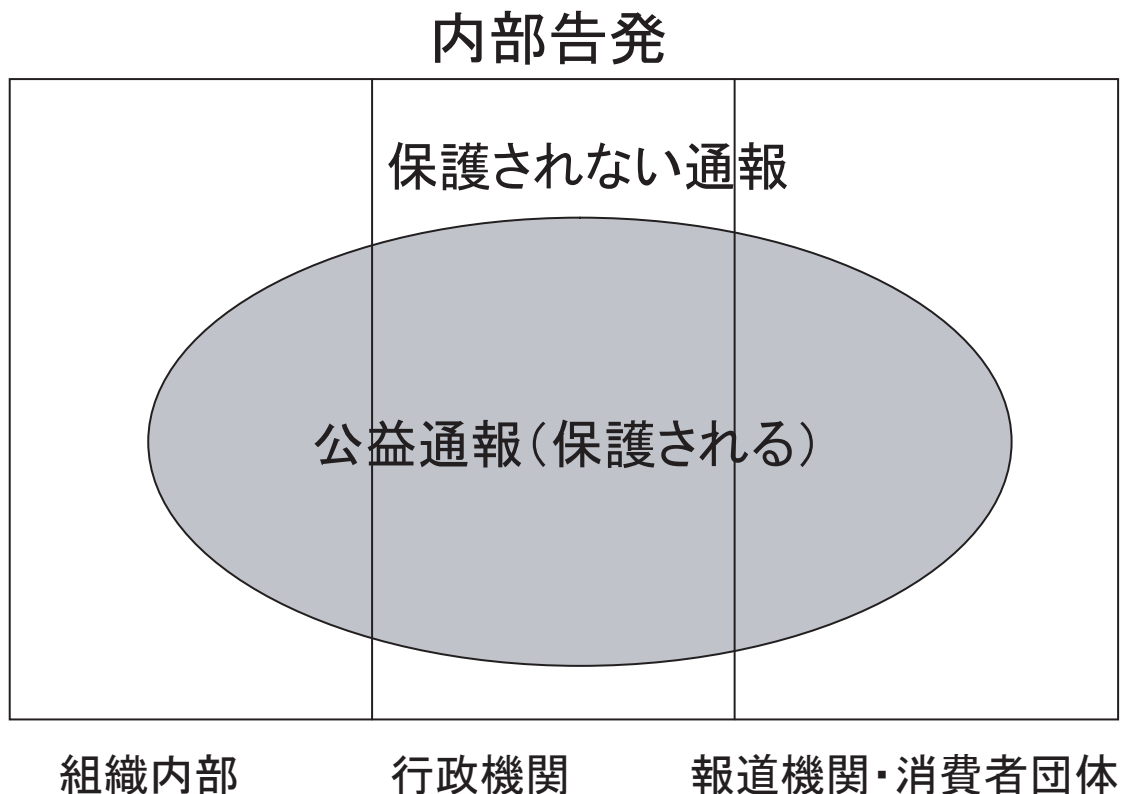 内部告発
保護されない通報
公益通報(保護される)
組織内部
行政機関
報道機関・消費者団体